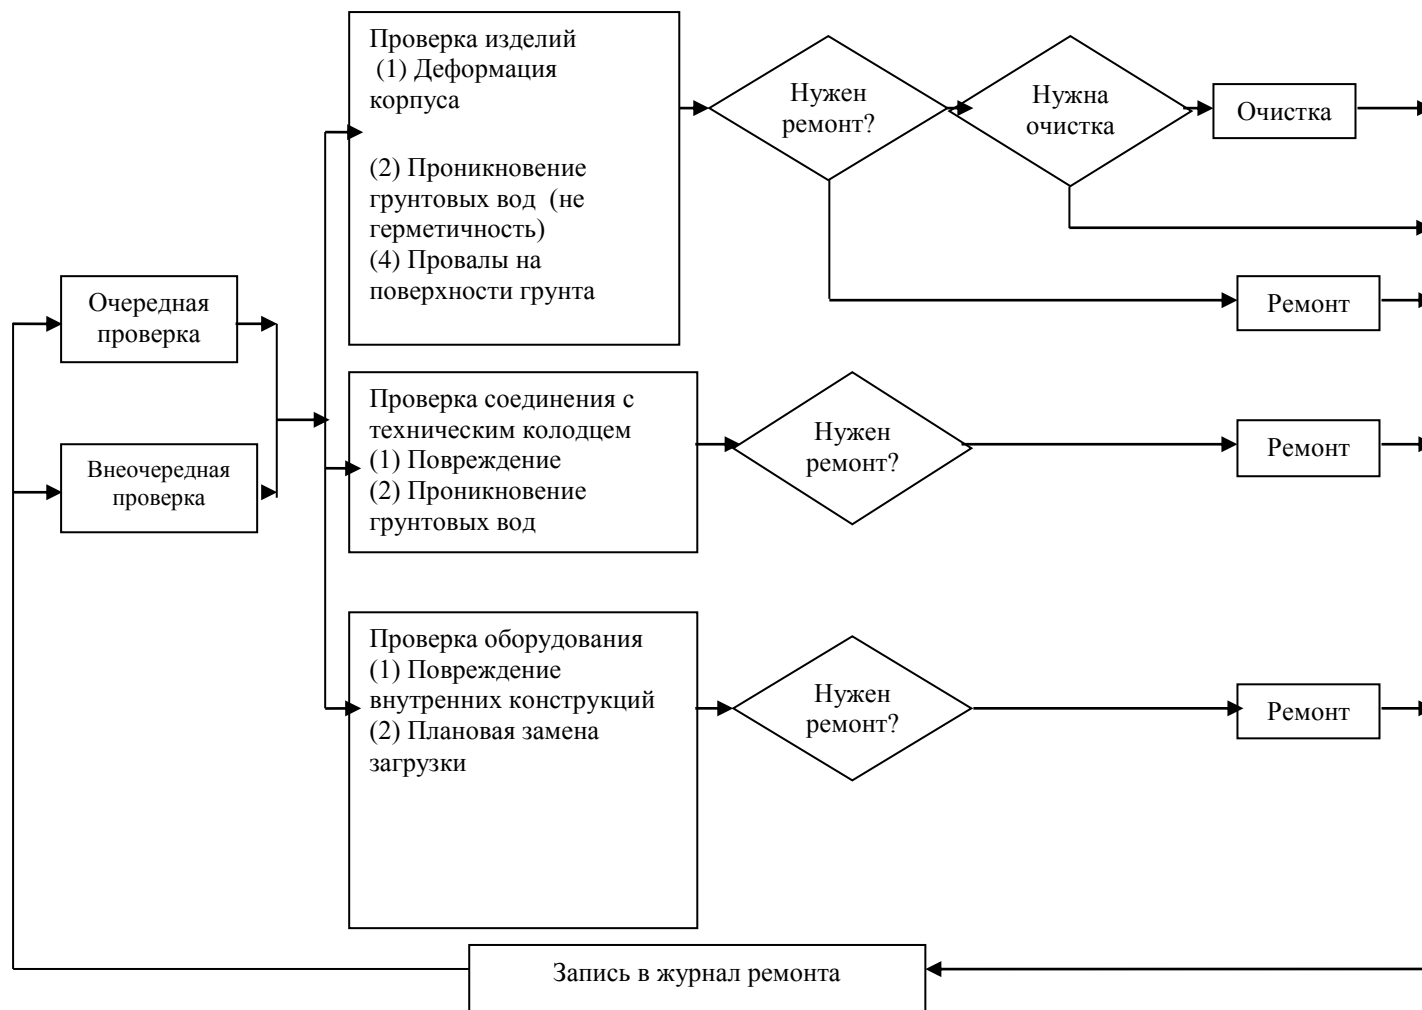 Проверка изделий
(1) Деформация
корпуса
(2) Проникновение
грунтовых вод (не
герметичность)
(4) Провалы на
поверхности грунта
Нужен
ремонт?
Нужна
очистка
Очистка
Ремонт
Очередная
проверка
Внеочередная
проверка
Проверка соединения с
техническим колодцем
(1) Повреждение
(2) Проникновение
грунтовых вод
Нужен
ремонт?
Ремонт
Проверка оборудования
(1) Повреждение
внутренних конструкций
(2) Плановая замена
загрузки
Нужен
ремонт?
Ремонт
Запись в журнал ремонта